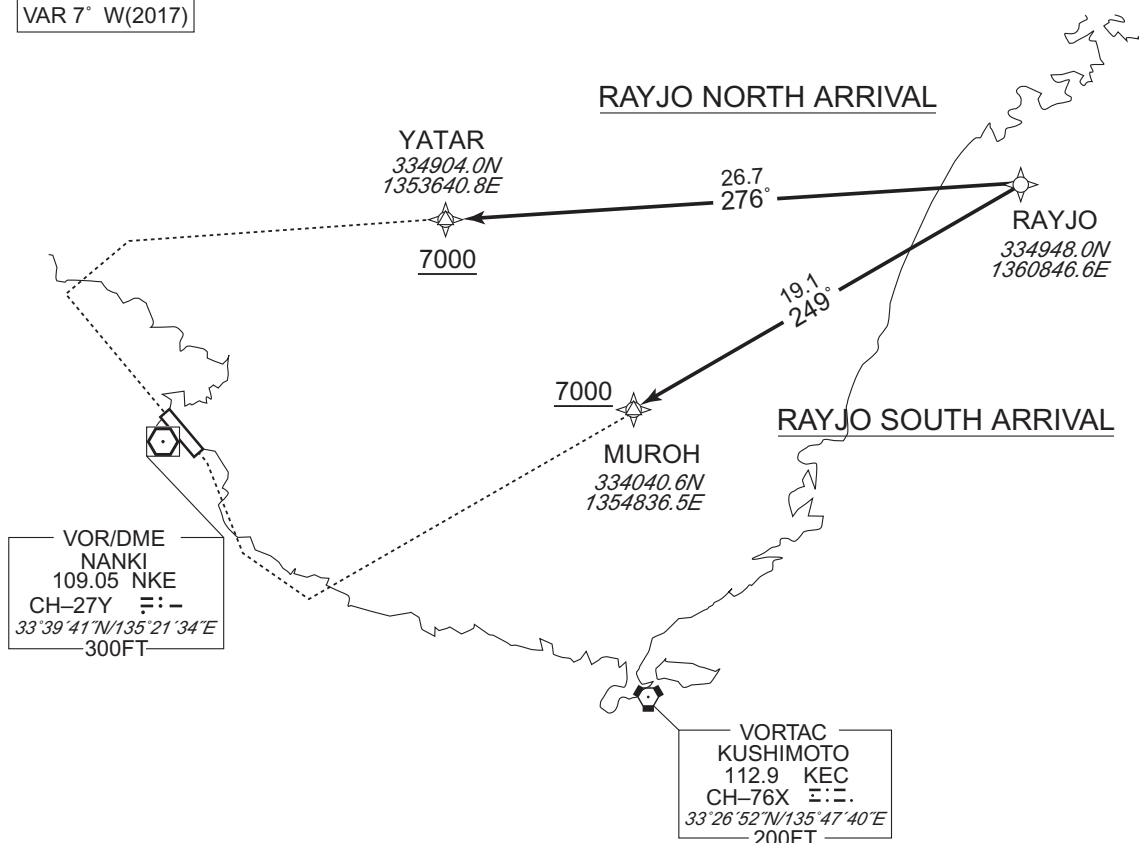 VAR 7° W(2017)
RAYJO NORTH ARRIVAL
YATAR
334904.0N
1353640.8E
7000
26.7
276°
RAYJO
334948.0N
1360846.6E
19.1
249°
7000
MUROH
334040.6N
1354836.5E
RAYJO SOUTH ARRIVAL
VOR/DME
NANKI
109.05 NKE
CH–27Y
33°39´41˝N/135°21´34˝E
300FT
VORTAC
KUSHIMOTO
112.9 KEC
CH–76X
33°26´52˝N/135°47´40˝E
200FT